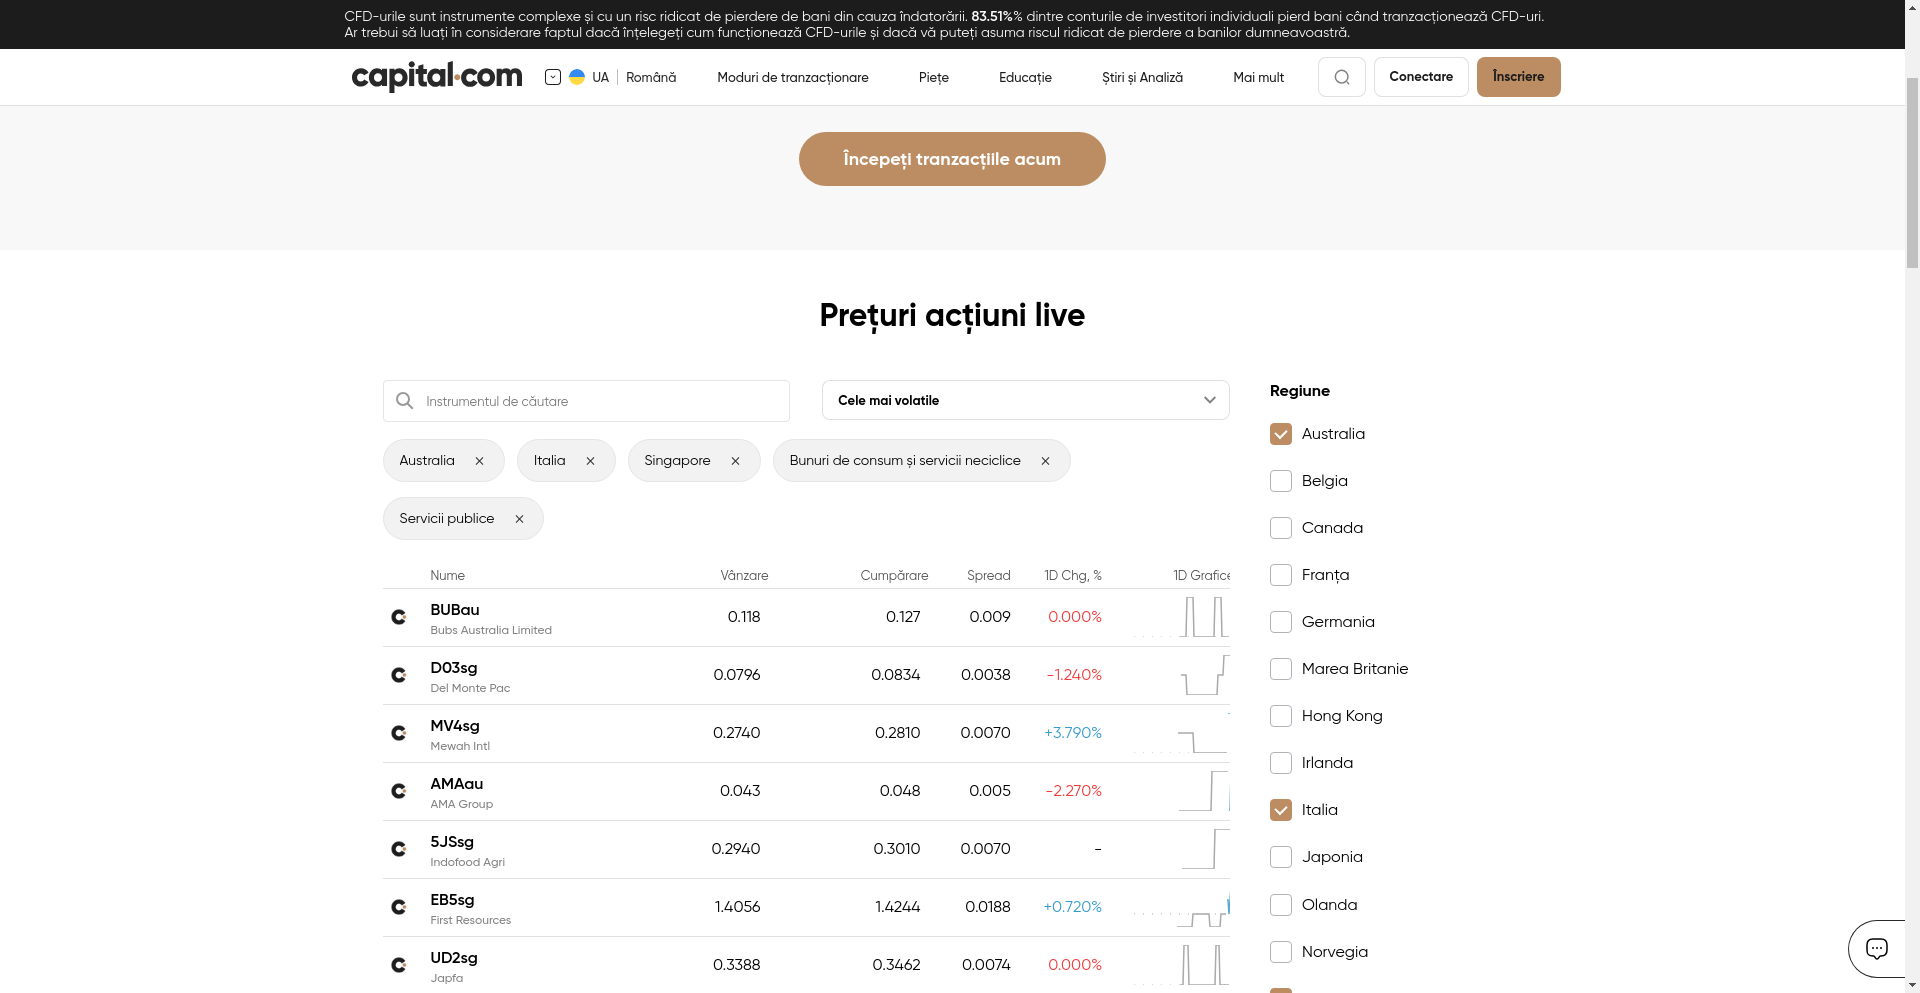 CFD-urile sunt instrumente complexe și cu un risc ridicat de pierdere de bani din cauza îndatorării. 83.51%% dintre conturile de investitori individuali pierd bani când tranzacționează CFD-uri.
Ar trebui să luați în considerare faptul dacă înțelegeți cum funcționează CFD-urile și dacă vă puteți asuma riscul ridicat de pierdere a banilor dumneavoastră.
capital.com UA Română Moduri de tranzacționare Piețe Educație Știri și Analiză Mai mult Conectare Înscriere
Începeți tranzacțiile acum
Prețuri acțiuni live
Instrumentul de căutare
Cele mai volatile
Australia Italia Singapore Bunuri de consum și servicii neciclice
Servicii publice
Nume Vânzare Cumpărare Spread 1D Chg, % 1D Grafice
BUBau 0.118 0.127 0.009 0.000%
Bubs Australia Limited
D03sg 0.0796 0.0834 0.0038 -1.240%
Del Monte Pac
MV4sg 0.2740 0.2810 0.0070 +3.790%
Mewah Intl
AMAau 0.043 0.048 0.005 -2.270%
AMA Group
5JSsg 0.2940 0.3010 0.0070 -
Indofood Agri
EB5sg 1.4056 1.4244 0.0188 +0.720%
First Resources
UD2sg 0.3388 0.3462 0.0074 0.000%
Japfa
Regiune
Australia
Belgia
Canada
Franța
Germania
Marea Britanie
Hong Kong
Irlanda
Italia
Japonia
Olanda
Norvegia